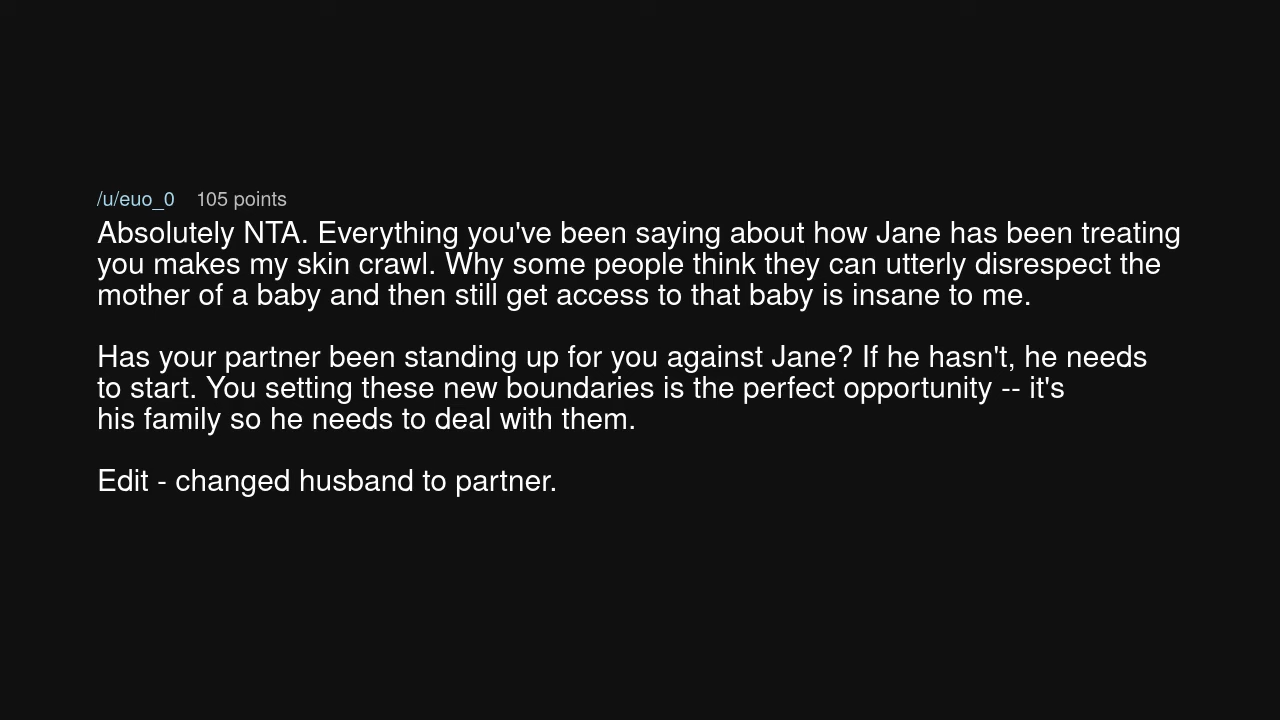 /u/euo_0 105 points
Absolutely NTA. Everything you've been saying about how Jane has been treating
you makes my skin crawl. Why some people think they can utterly disrespect the
mother of a baby and then still get access to that baby is insane to me.
Has your partner been standing up for you against Jane? If he hasn't, he needs
to start. You setting these new boundaries is the perfect opportunity -- it's
his family so he needs to deal with them.
Edit - changed husband to partner.